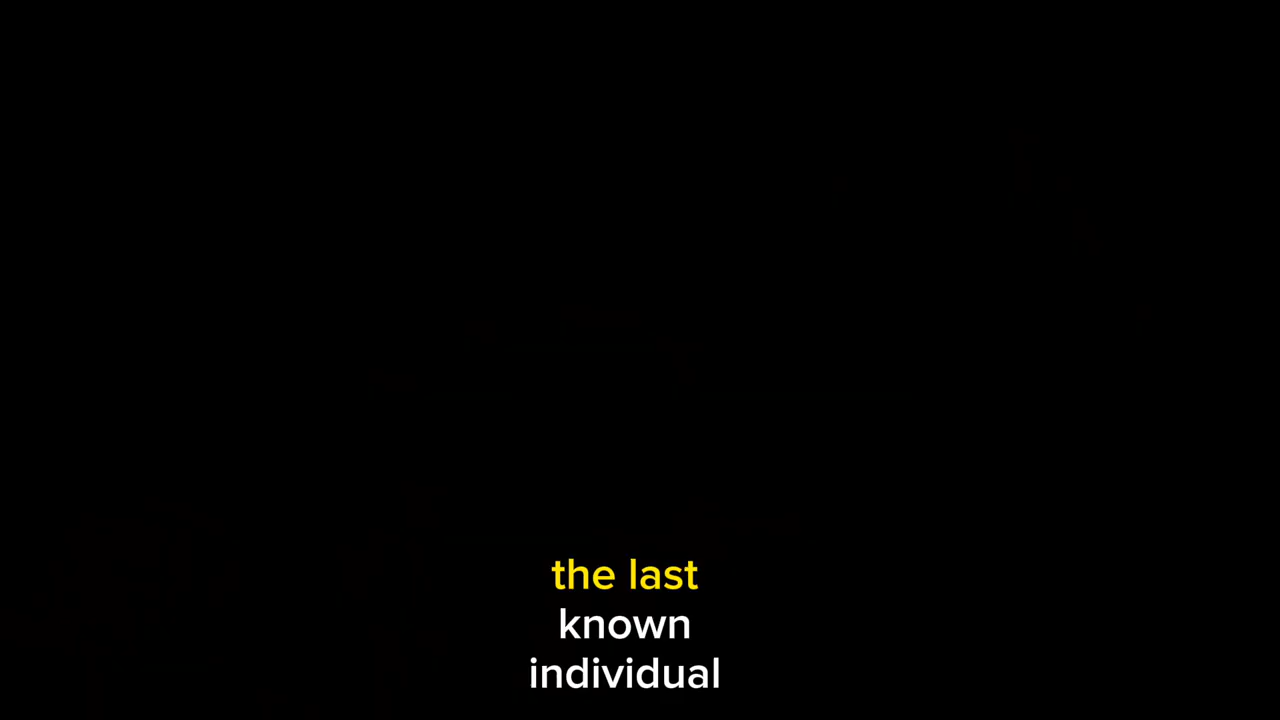 the last
known
individual